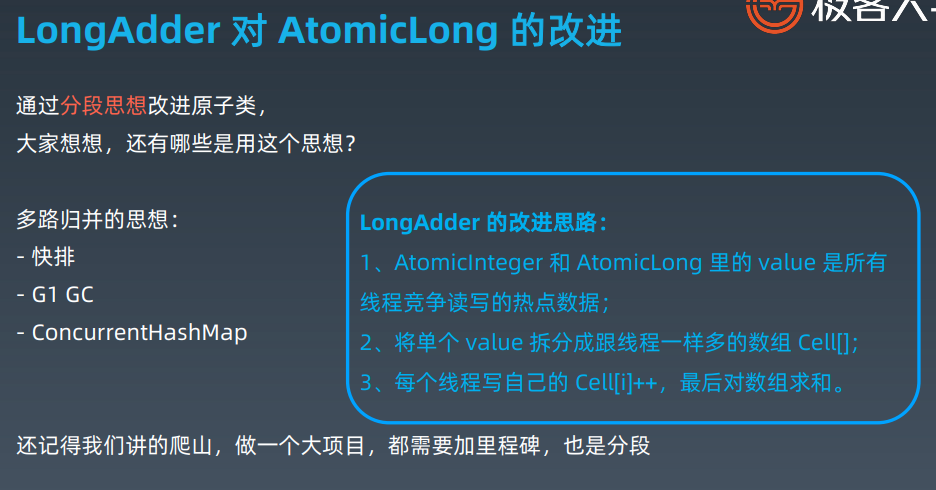 LongAdder 对 AtomicLong 的改进
极客大
通过分段思想改进原子类，
大家想想，还有哪些是用这个思想？
多路归并的思想：
- 快排
- G1 GC
- ConcurrentHashMap
LongAdder 的改进思路：
1、AtomicInteger 和 AtomicLong 里的 value 是所有
线程竞争读写的热点数据；
2、将单个 value 拆分成跟线程一样多的数组 Cell[]；
3、每个线程写自己的 Cell[i]++，最后对数组求和。
还记得我们讲的爬山，做一个大项目，都需要加里程碑，也是分段